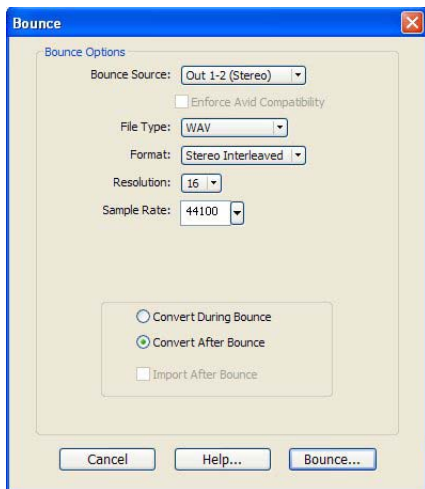 Bounce
Bounce Options
Bounce Source: Out 1-2 (Stereo)
Enforce Avid Compatibility
File Type: WAV
Format: Stereo Interleaved
Resolution: 16
Sample Rate: 44100
Convert During Bounce
Convert After Bounce
Import After Bounce
Cancel Help... Bounce...